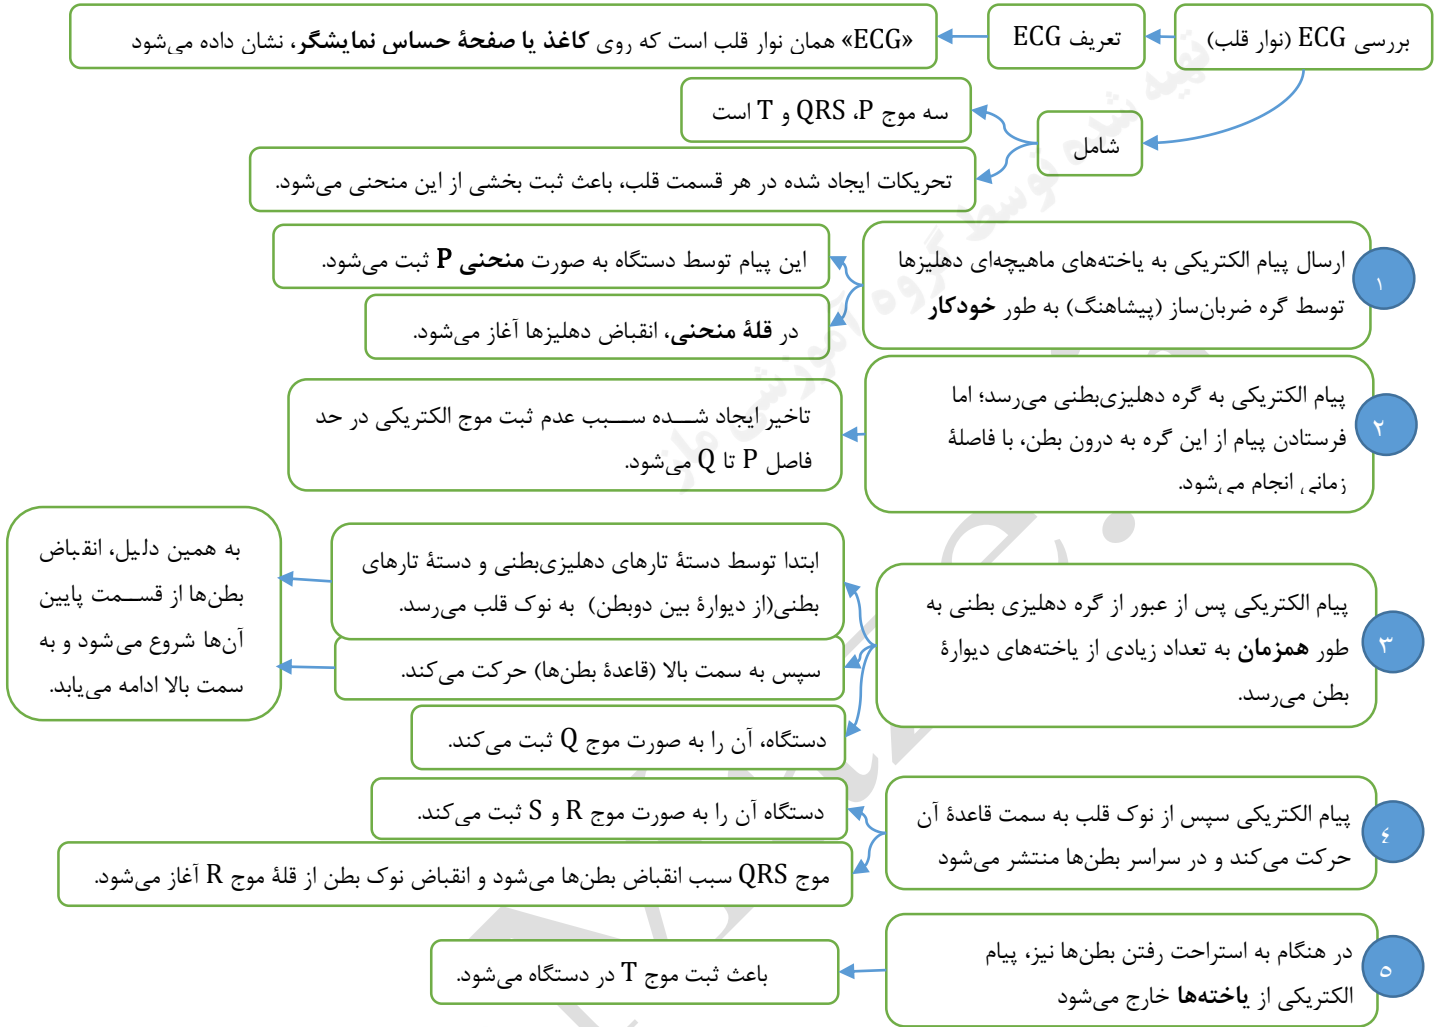 بررسی ECG (نوار قلب)
تعریف ECG
«ECG» همان نوار قلب است که روی کاغذ یا صفحهٔ حساس نمایشگر، نشان داده می‌شود
شامل
سه موج P، QRS و T است
تحریکات ایجاد شده در هر قسمت قلب، باعث ثبت بخشی از این منحنی می‌شود.
۱
ارسال پیام الکتریکی به یاخته‌های ماهیچه‌ای دهلیزها
توسط گره ضربان‌ساز (پیشاهنگ) به طور خودکار
این پیام توسط دستگاه به صورت منحنی P ثبت می‌شود.
در قلهٔ منحنی، انقباض دهلیزها آغاز می‌شود.
۲
پیام الکتریکی به گره دهلیزی‌بطنی می‌رسد؛ اما
فرستادن پیام از این گره به درون بطن، با فاصلهٔ
زمانی انجام می‌شود.
تاخیر ایجاد شده سبب عدم ثبت موج الکتریکی در حد
فاصل P تا Q می‌شود.
۳
پیام الکتریکی پس از عبور از گره دهلیزی بطنی به
طور همزمان به تعداد زیادی از یاخته‌های دیوارهٔ
بطن می‌رسد.
ابتدا توسط دستهٔ تارهای دهلیزی‌بطنی و دستهٔ تارهای
بطنی(از دیوارهٔ بین دوبطن) به نوک قلب می‌رسد.
سپس به سمت بالا (قاعدهٔ بطن‌ها) حرکت می‌کند.
دستگاه، آن را به صورت موج Q ثبت می‌کند.
به همین دلیل، انقباض
بطن‌ها از قسمت پایین
آن‌ها شروع می‌شود و به
سمت بالا ادامه می‌یابد.
۴
پیام الکتریکی سپس از نوک قلب به سمت قاعدهٔ آن
حرکت می‌کند و در سراسر بطن‌ها منتشر می‌شود
دستگاه آن را به صورت موج R و S ثبت می‌کند.
موج QRS سبب انقباض بطن‌ها می‌شود و انقباض نوک بطن از قلهٔ موج R آغاز می‌شود.
۵
در هنگام به استراحت رفتن بطن‌ها نیز، پیام
الکتریکی از یاخته‌ها خارج می‌شود
باعث ثبت موج T در دستگاه می‌شود.
تهیه شده توسط گروه آموزشی ماز